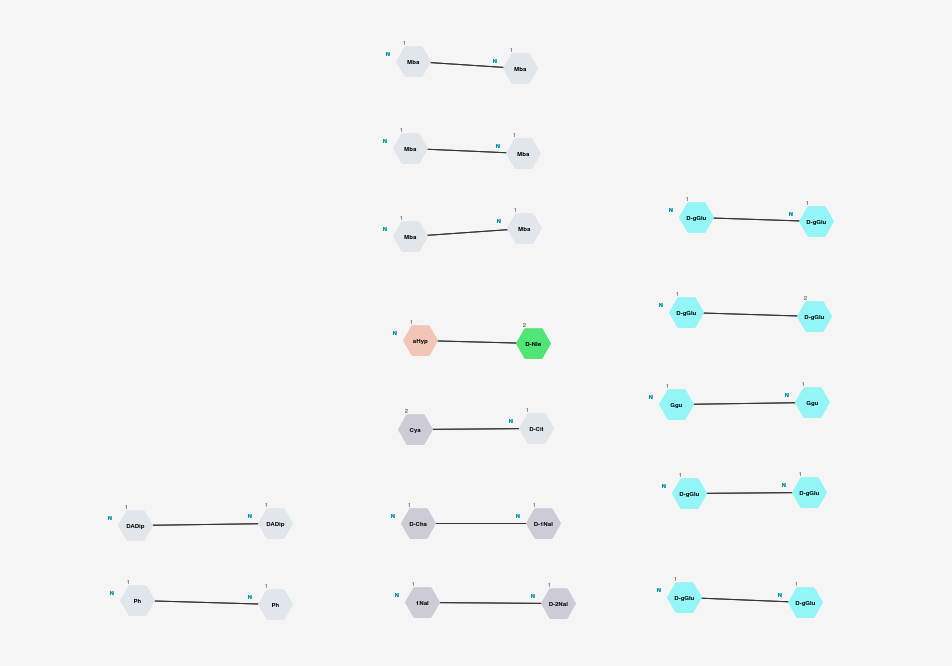 1 1
N Mba N Mba
1 1
N Mba N Mba
1 1
N Mba N Mba
1 1
N D-gGlu N D-gGlu
1 2
N D-gGlu D-gGlu
1 2
N aHyp D-Nle
1 1
N Ggu N Ggu
2 1
Cya N D-Cit
1 1
N D-gGlu N D-gGlu
1 1
N DADip N DADip
1 1
N D-Cha N D-1Nal
1 1
N Ph N Ph
1 1
N 1Nal N D-2Nal
1 1
N D-gGlu N D-gGlu